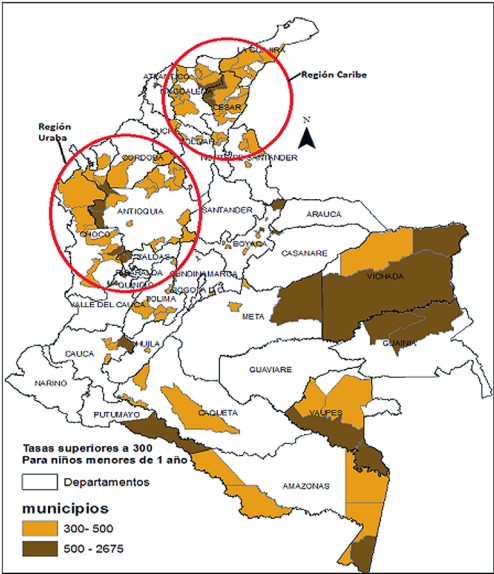 LA GUAJIRA
Región Caribe
ATLANTICO
MAGDALENA
CESAR
SUCRE
BOLIVAR
N
Región
Uraba
CORDOBA
NORTE DE SANTANDER
ANTIOQUIA
SANTANDER
ARAUCA
CHOCO
BOYACA
CASANARE
CALDAS
RISARALDA
CUNDINAMARCA
VICHADA
QUINDIO
BOGOTA D.C.
VALLE DEL CAUCA
TOLIMA
META
GUAINIA
CAUCA
HUILA
GUAVIARE
NARINO
PUTUMAYO
CAQUETA
VAUPES
AMAZONAS
Tasas superiores a 300
Para niños menores de 1 año
Departamentos
municipios
300- 500
500 - 2675